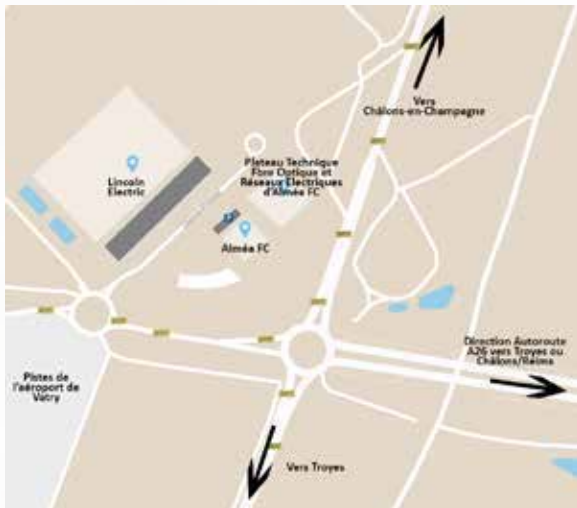 Vers
Châlons-en-Champagne
Plateau Technique
Fibre Optique et
Réseaux Electriques
d'Alméa FC
Lincoln
Electric
Alméa FC
Direction Autoroute
A26 vers Troyes ou
Châlons/Reims
Pistes de
l'aéroport de
Vatry
Vers Troyes